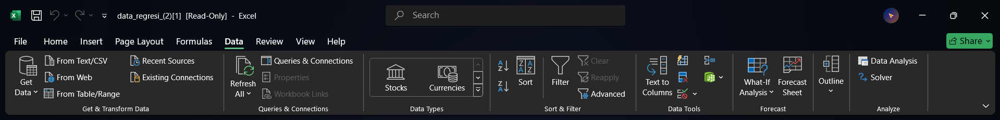 data_regresi_(2)[1] [Read-Only] - Excel
Search
File Home Insert Page Layout Formulas Data Review View Help
Share
Get Data
From Text/CSV
From Web
From Table/Range
Recent Sources
Existing Connections
Get & Transform Data
Refresh All
Queries & Connections
Properties
Workbook Links
Queries & Connections
Stocks
Currencies
Data Types
Sort
Filter
Clear
Reapply
Advanced
Sort & Filter
Text to
Columns
Data Tools
What-If
Analysis
Forecast
Sheet
Forecast
Outline
Data Analysis
Solver
Analyze